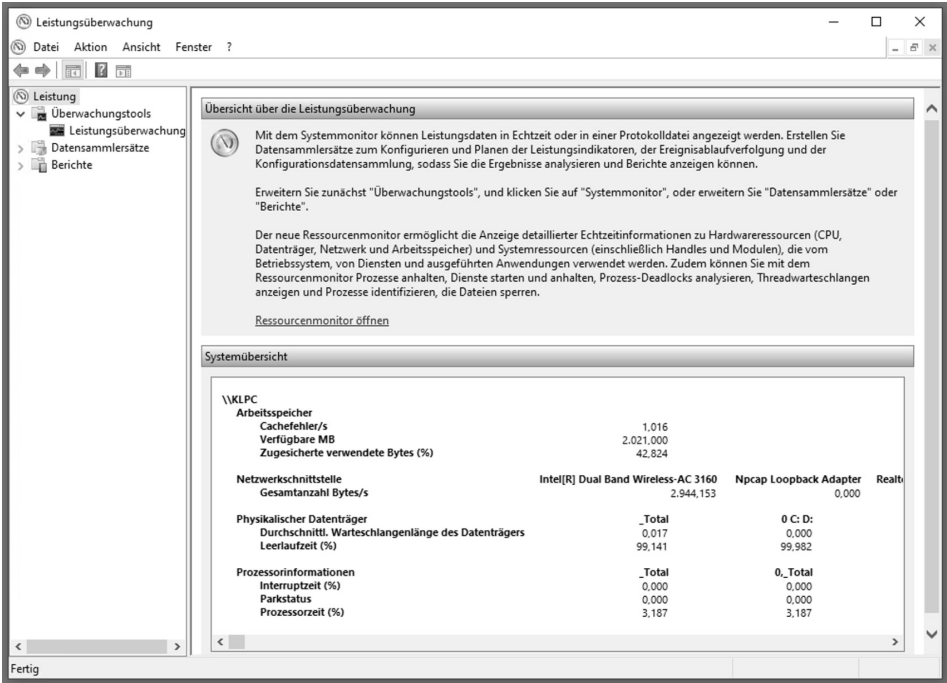 Leistungsüberwachung
Datei Aktion Ansicht Fenster ?
Leistung
Überwachungstools
Leistungsüberwachung
Datensammlersätze
Berichte
Übersicht über die Leistungsüberwachung
Mit dem Systemmonitor können Leistungsdaten in Echtzeit oder in einer Protokolldatei angezeigt werden. Erstellen Sie
Datensammlersätze zum Konfigurieren und Planen der Leistungsindikatoren, der Ereignisablaufverfolgung und der
Konfigurationsdatensammlung, sodass Sie die Ergebnisse analysieren und Berichte anzeigen können.
Erweitern Sie zunächst "Überwachungstools", und klicken Sie auf "Systemmonitor", oder erweitern Sie "Datensammlersätze" oder
"Berichte".
Der neue Ressourcenmonitor ermöglicht die Anzeige detaillierter Echtzeitinformationen zu Hardwareressourcen (CPU,
Datenträger, Netzwerk und Arbeitsspeicher) und Systemressourcen (einschließlich Handles und Modulen), die vom
Betriebssystem, von Diensten und ausgeführten Anwendungen verwendet werden. Zudem können Sie mit dem
Ressourcenmonitor Prozesse anhalten, Dienste starten und anhalten, Prozess-Deadlocks analysieren, Threadwarteschlangen
anzeigen und Prozesse identifizieren, die Dateien sperren.
Ressourcenmonitor öffnen
Systemübersicht
\\KLPC
Arbeitsspeicher
Cachefehler/s 1,016
Verfügbare MB 2.021,000
Zugesicherte verwendete Bytes (%) 42,824
Netzwerkschnittstelle Intel[R] Dual Band Wireless-AC 3160 Npcap Loopback Adapter Realt
Gesamtanzahl Bytes/s 2.944,153 0,000
Physikalischer Datenträger _Total 0 C: D:
Durchschnittl. Warteschlangenlänge des Datenträgers 0,017 0,000
Leerlaufzeit (%) 99,141 99,982
Prozessorinformationen _Total 0,_Total
Interruptzeit (%) 0,000 0,000
Parkstatus 0,000 0,000
Prozessorzeit (%) 3,187 3,187
Fertig